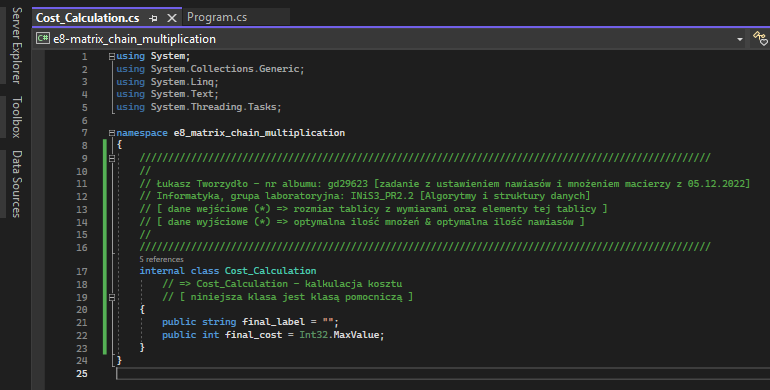 Server Explorer
Toolbox
Data Sources
Cost_Calculation.cs
Program.cs
C# e8-matrix_chain_multiplication
1 using System;
2 using System.Collections.Generic;
3 using System.Linq;
4 using System.Text;
5 using System.Threading.Tasks;
6
7 namespace e8_matrix_chain_multiplication
8 {
9 ////////////////////////////////////////////////////////////////////////////////////////////////////
10 //
11 // Łukasz Tworzydło - nr albumu: gd29623 [zadanie z ustawieniem nawiasów i mnożeniem macierzy z 05.12.2022]
12 // Informatyka, grupa laboratoryjna: INiS3_PR2.2 [Algorytmy i struktury danych]
13 // [ dane wejściowe (*) => rozmiar tablicy z wymiarami oraz elementy tej tablicy ]
14 // [ dane wyjściowe (*) => optymalna ilość mnożeń & optymalna ilość nawiasów ]
15 //
16 ////////////////////////////////////////////////////////////////////////////////////////////////////
5 references
17 internal class Cost_Calculation
18 // => Cost_Calculation - kalkulacja kosztu
19 // [ niniejsza klasa jest klasą pomocniczą ]
20 {
21 public string final_label = "";
22 public int final_cost = Int32.MaxValue;
23 }
24 }
25